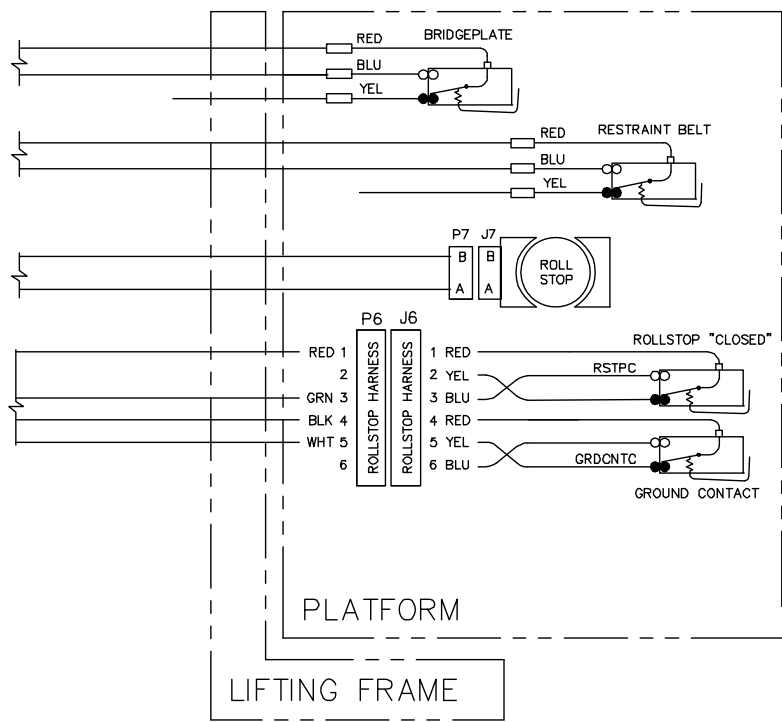 RED
BRIDGEPLATE
BLU
YEL
RED
RESTRAINT BELT
BLU
YEL
P7 J7
B B
A A
ROLL
STOP
P6 J6
ROLLSTOP HARNESS
ROLLSTOP HARNESS
ROLLSTOP "CLOSED"
RED 1
1 RED
2
2 YEL
RSTPC
GRN 3
3 BLU
BLK 4
4 RED
WHT 5
5 YEL
6
6 BLU
GRDCNTC
GROUND CONTACT
PLATFORM
LIFTING FRAME